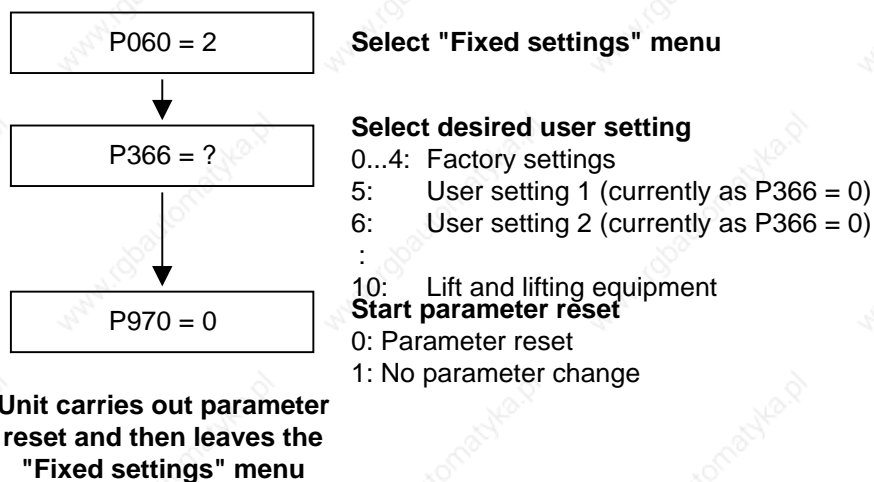 P060 = 2
Select "Fixed settings" menu
P366 = ?
Select desired user setting
0...4: Factory settings
5: User setting 1 (currently as P366 = 0)
6: User setting 2 (currently as P366 = 0)
:
10: Lift and lifting equipment
P970 = 0
Start parameter reset
0: Parameter reset
1: No parameter change
Unit carries out parameter
reset and then leaves the
"Fixed settings" menu
www.rgbautomatyka.pl